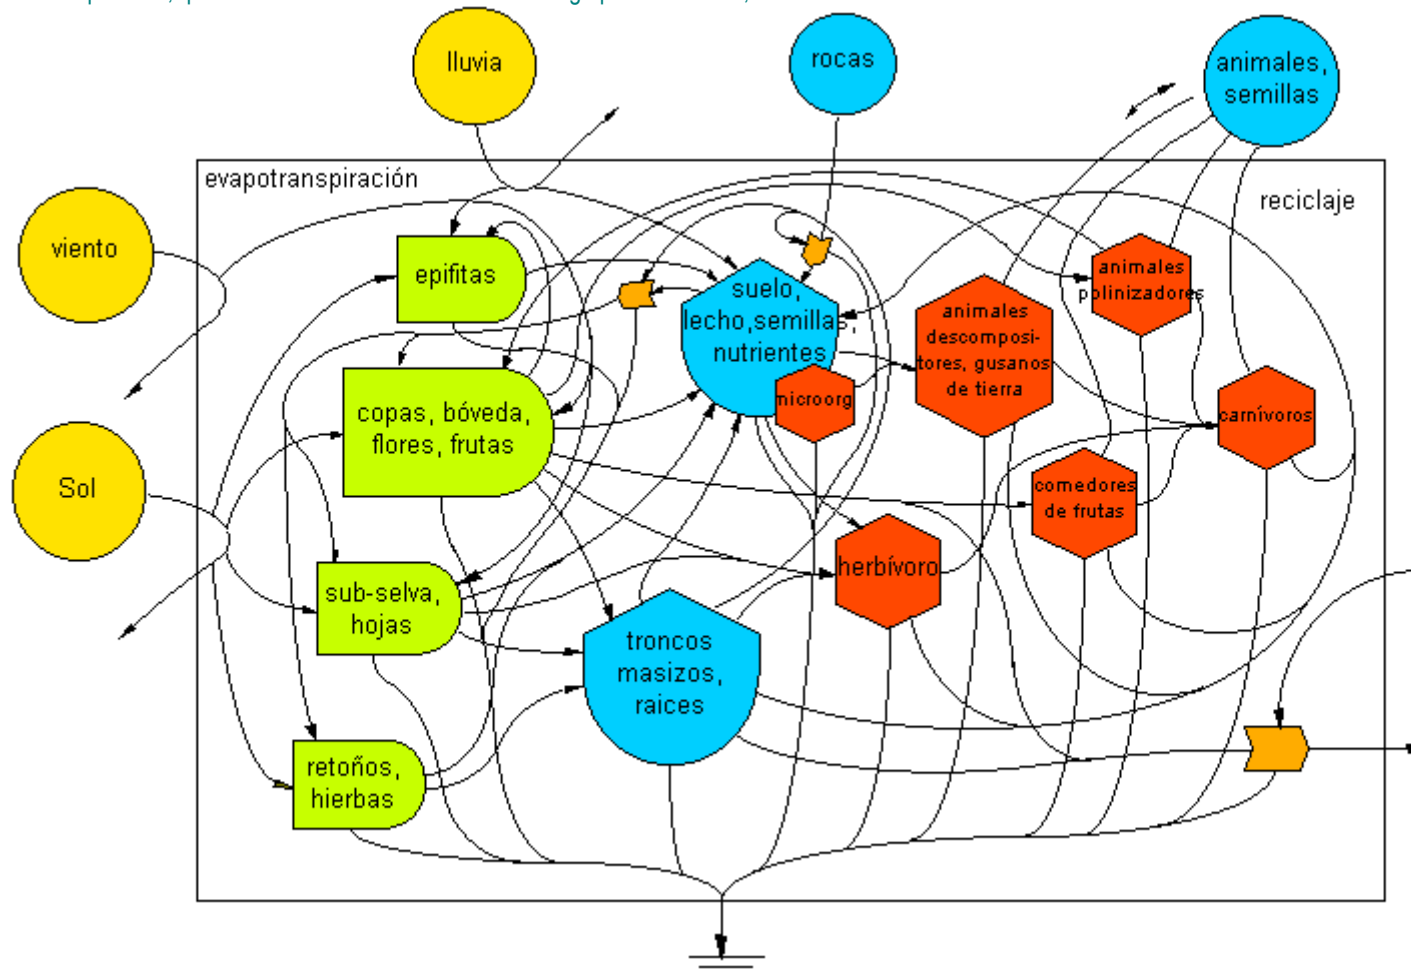 lluvia
rocas
animales,
semillas
evapotranspiración
reciclaje
viento
epifitas
suelo,
lecho,semillas,
nutrientes
animales
polinizadores
animales
descomposi-
tores, gusanos
de tierra
microorg
copas, bóveda,
flores, frutas
carnívoros
Sol
comedores
de frutas
herbívoro
sub-selva,
hojas
troncos
masizos,
raices
retoños,
hierbas